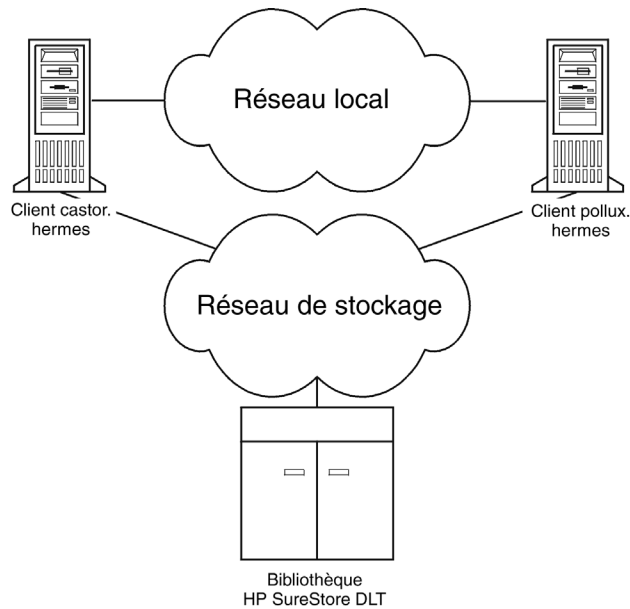 Réseau local
Client castor.
hermes
Client pollux.
hermes
Réseau de stockage
Bibliothèque
HP SureStore DLT